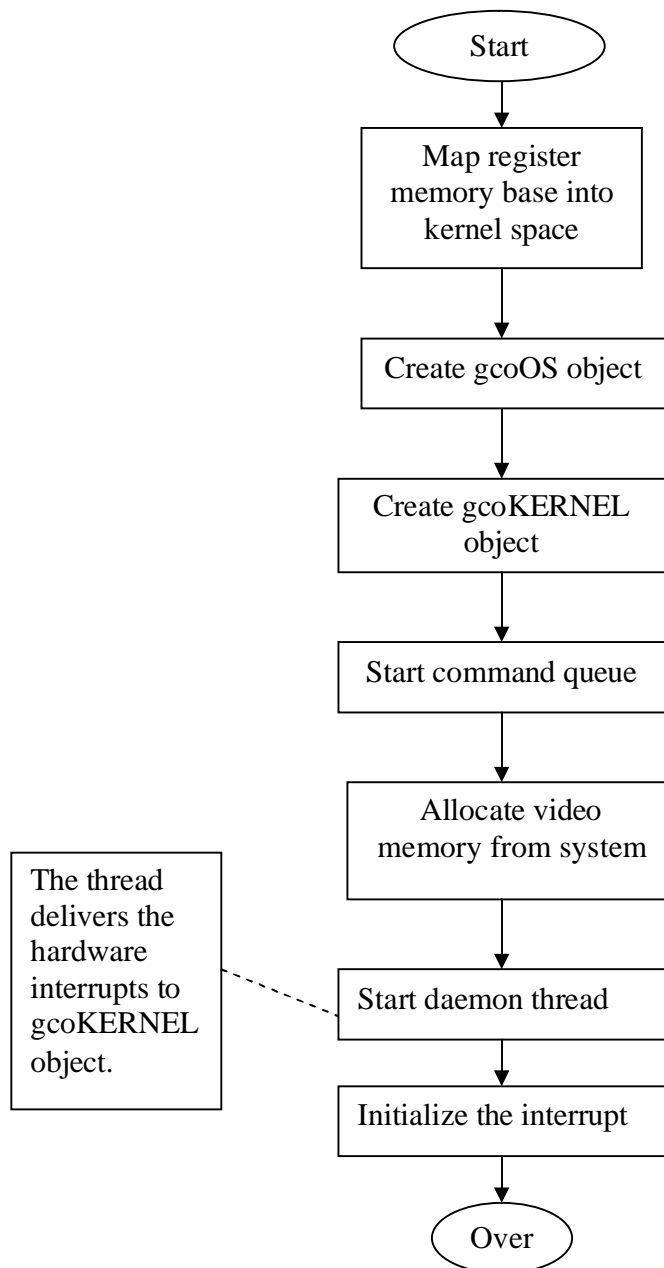 Start
Map register
memory base into
kernel space
Create gcoOS object
Create gcoKERNEL
object
Start command queue
Allocate video
memory from system
The thread
delivers the
hardware
interrupts to
gcoKERNEL
object.
Start daemon thread
Initialize the interrupt
Over